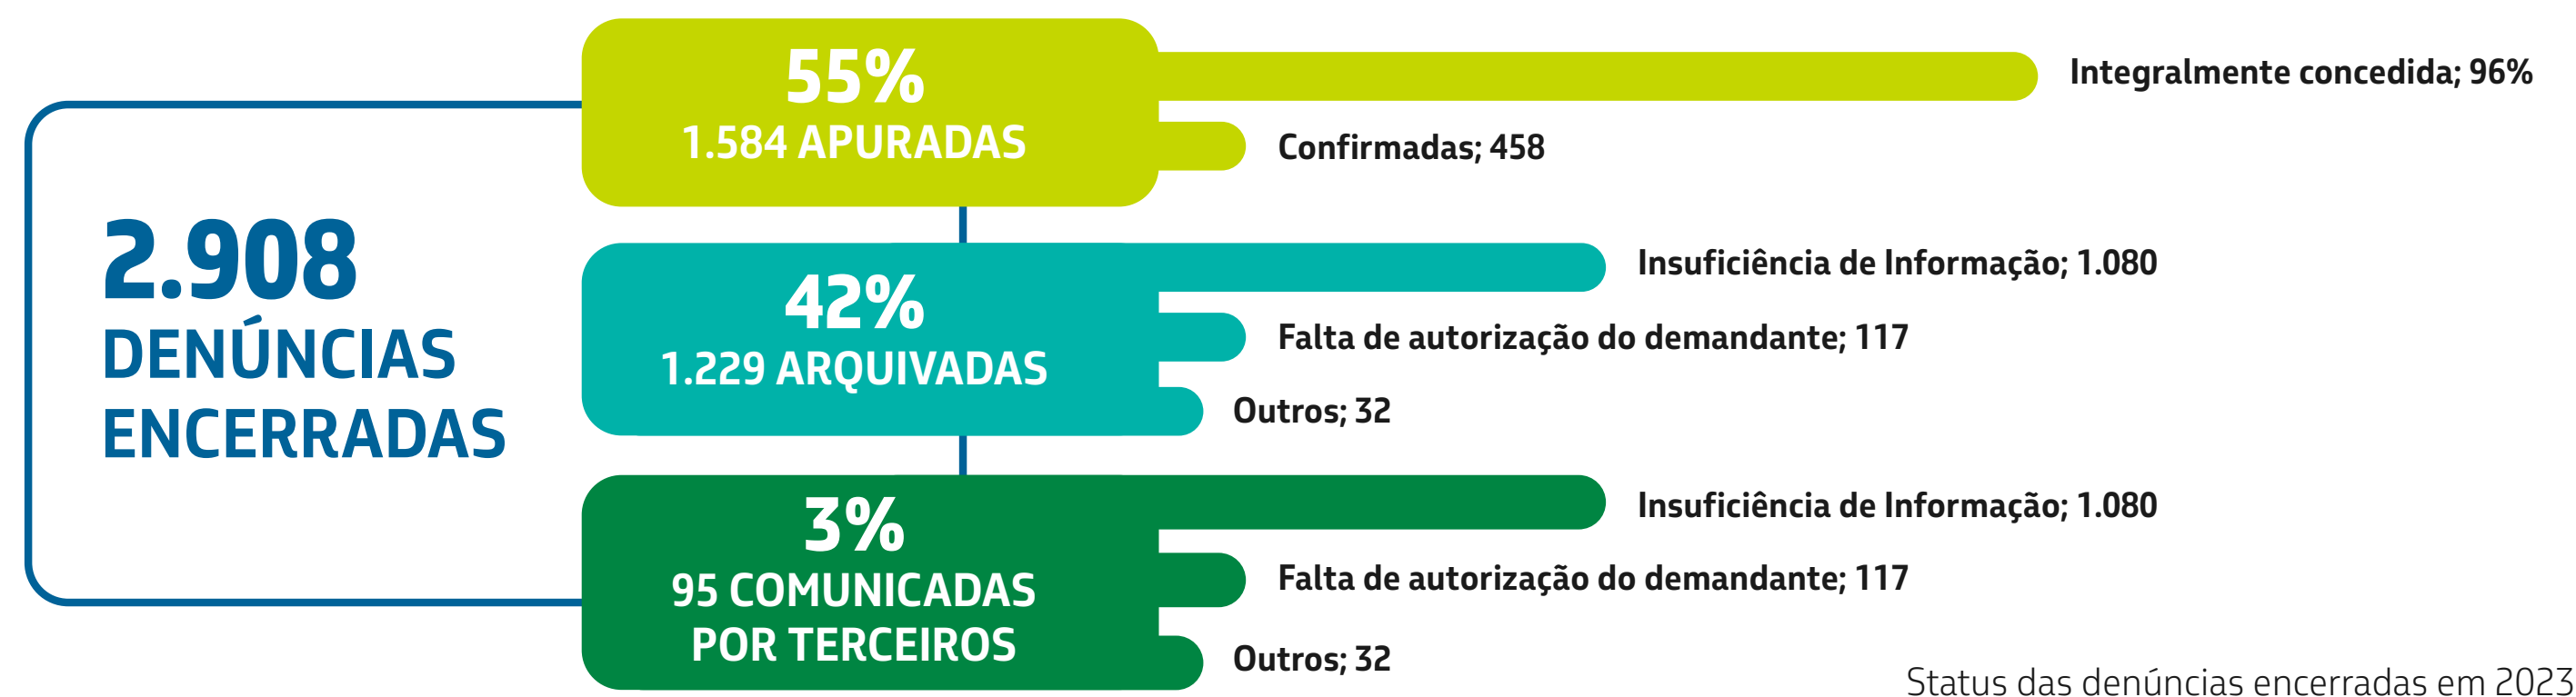 2.908
DENÚNCIAS
ENCERRADAS
55%
1.584 APURADAS
Integralmente concedida; 96%
Confirmadas; 458
42%
1.229 ARQUIVADAS
Insuficiência de Informação; 1.080
Falta de autorização do demandante; 117
Outros; 32
3%
95 COMUNICADAS
POR TERCEIROS
Insuficiência de Informação; 1.080
Falta de autorização do demandante; 117
Outros; 32
Status das denúncias encerradas em 2023